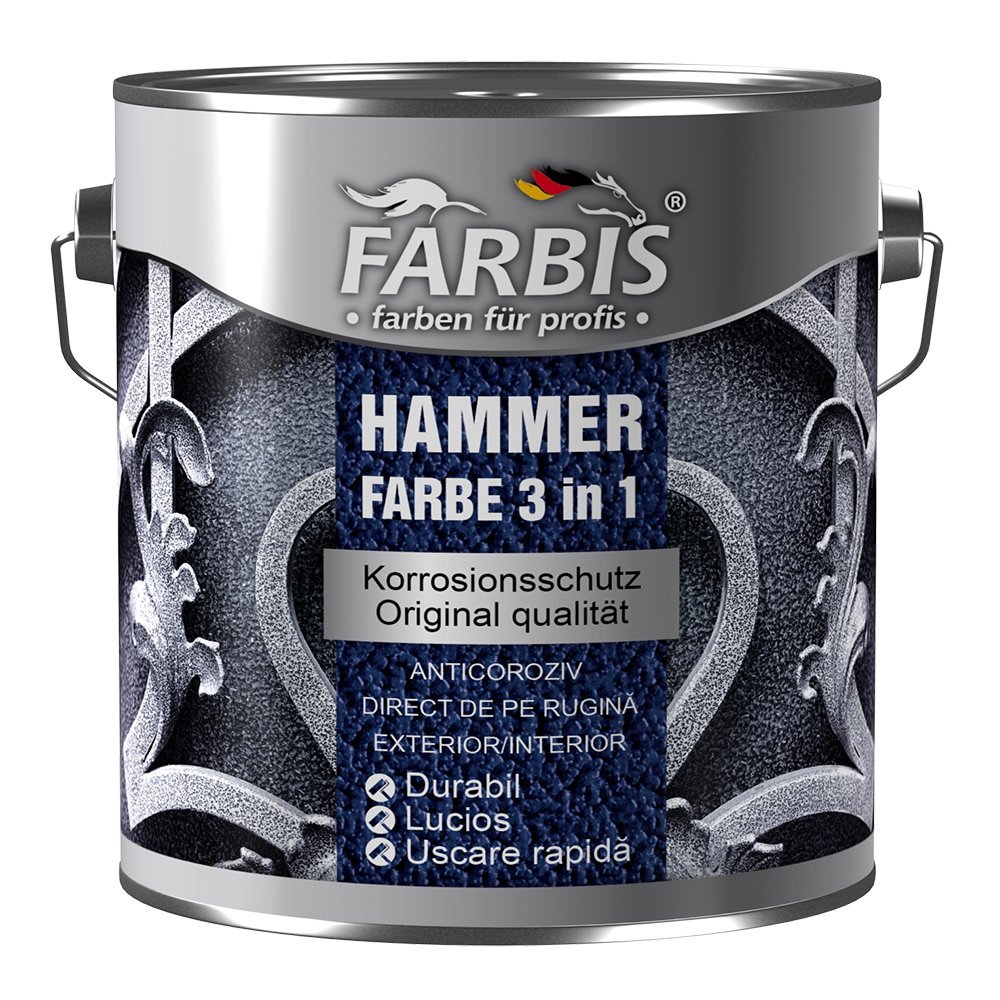 FARBIS®
• farben für profis •
HAMMER
FARBE 3 in 1
Korrosionsschutz
Original qualität
ANTICOROZIV
DIRECT DE PE RUGINĂ
EXTERIOR/INTERIOR
Durabil
Lucios
Uscare rapidă